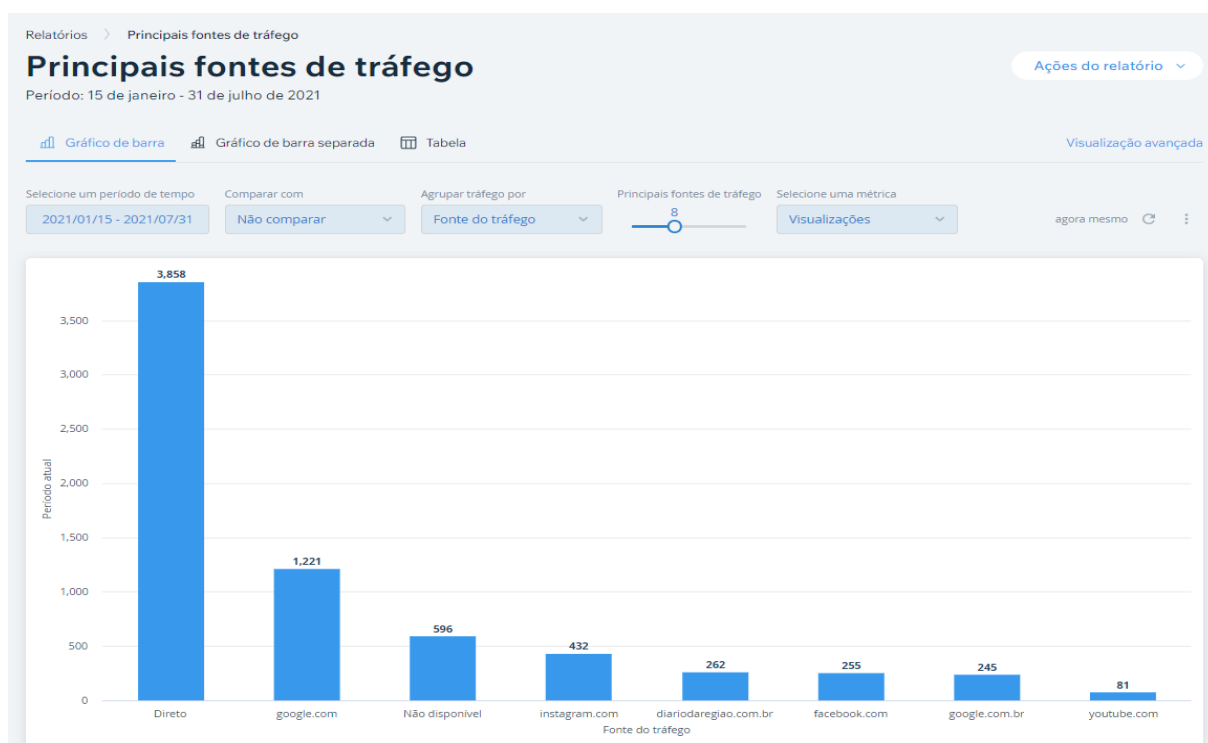 Relatórios > Principais fontes de tráfego
Principais fontes de tráfego
Ações do relatório
Período: 15 de janeiro - 31 de julho de 2021
Gráfico de barra Gráfico de barra separada Tabela Visualização avançada
Selecione um período de tempo Comparar com Agrupar tráfego por Principais fontes de tráfego Selecione uma métrica
2021/01/15 - 2021/07/31 Não comparar Fonte do tráfego 8 Visualizações agora mesmo
3,858
3,500
3,000
2,500
2,000
1,500
1,221
1,000
596
500
432
262
255
245
81
0
Período atual
Direto google.com Não disponível instagram.com diariodaregiao.com.br facebook.com google.com.br youtube.com
Fonte do tráfego